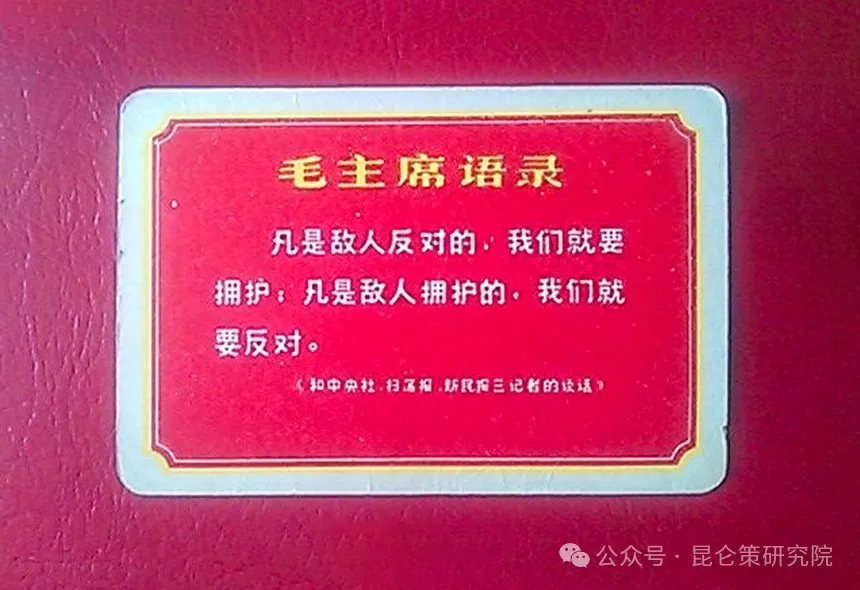 毛主席语录
凡是敌人反对的，我们就要
拥护；凡是敌人拥护的，我们就
要反对。
《和中央社、扫荡报、新民报三记者的谈话》
公众号·昆仑策研究院